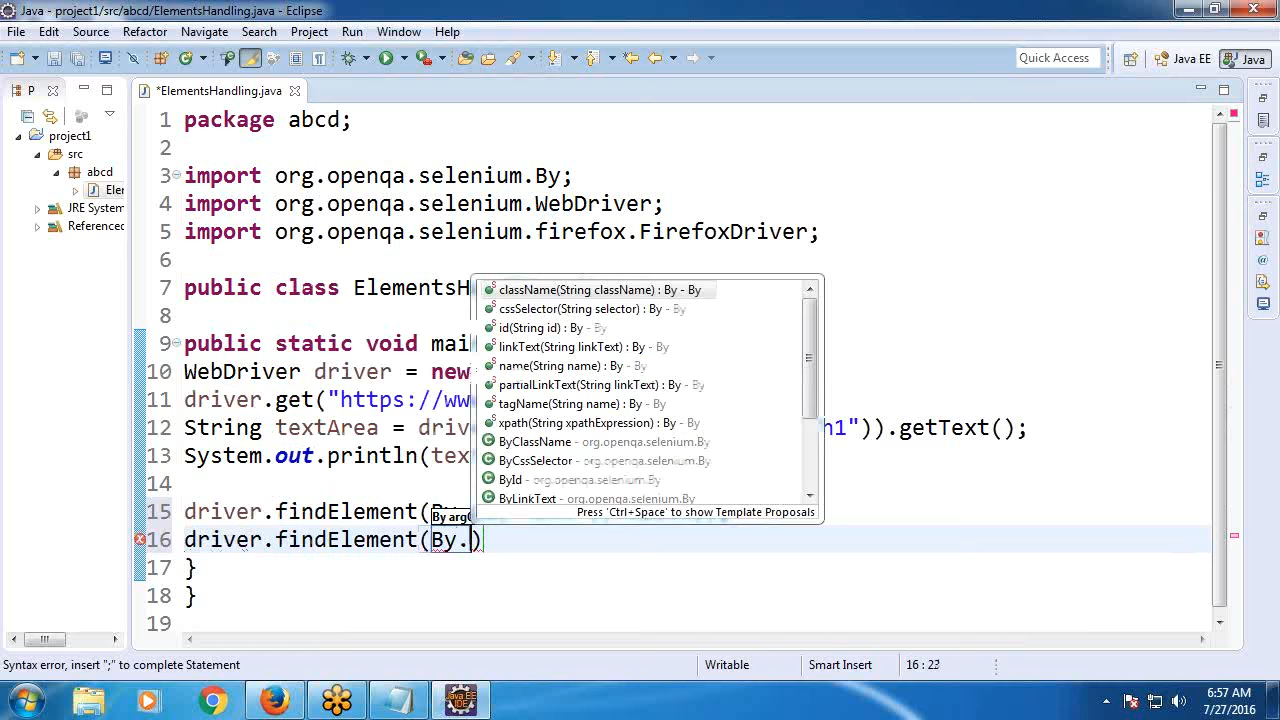 Java - project1/src/abcd/ElementsHandling.java - Eclipse
File Edit Source Refactor Navigate Search Project Run Window Help
Quick Access Java EE Java
P *ElementsHandling.java
project1
src
abcd
Eler
JRE System
Referenced
1 package abcd;
2
3 import org.openqa.selenium.By;
4 import org.openqa.selenium.WebDriver;
5 import org.openqa.selenium.firefox.FirefoxDriver;
6
7 public class ElementsH
8
9 public static void mai
10 WebDriver driver = new
11 driver.get("https://ww
12 String textArea = driv h1")).getText();
13 System.out.println(tex
14
15 driver.findElement(By
16 driver.findElement(By.)
17 }
18 }
19
className(String className) : By - By
cssSelector(String selector) : By - By
id(String id) : By - By
linkText(String linkText) : By - By
name(String name) : By - By
partialLinkText(String linkText) : By - By
tagName(String name) : By - By
xpath(String xpathExpression) : By - By
ByClassName - org.openqa.selenium.By
ByCssSelector - org.openqa.selenium.By
ById - org.openqa.selenium.By
ByLinkText - org.openqa.selenium.By
Press 'Ctrl+Space' to show Template Proposals
By arg0
Syntax error, insert ";" to complete Statement Writable Smart Insert 16 : 23
Java EE
IDE
6:57 AM
7/27/2016